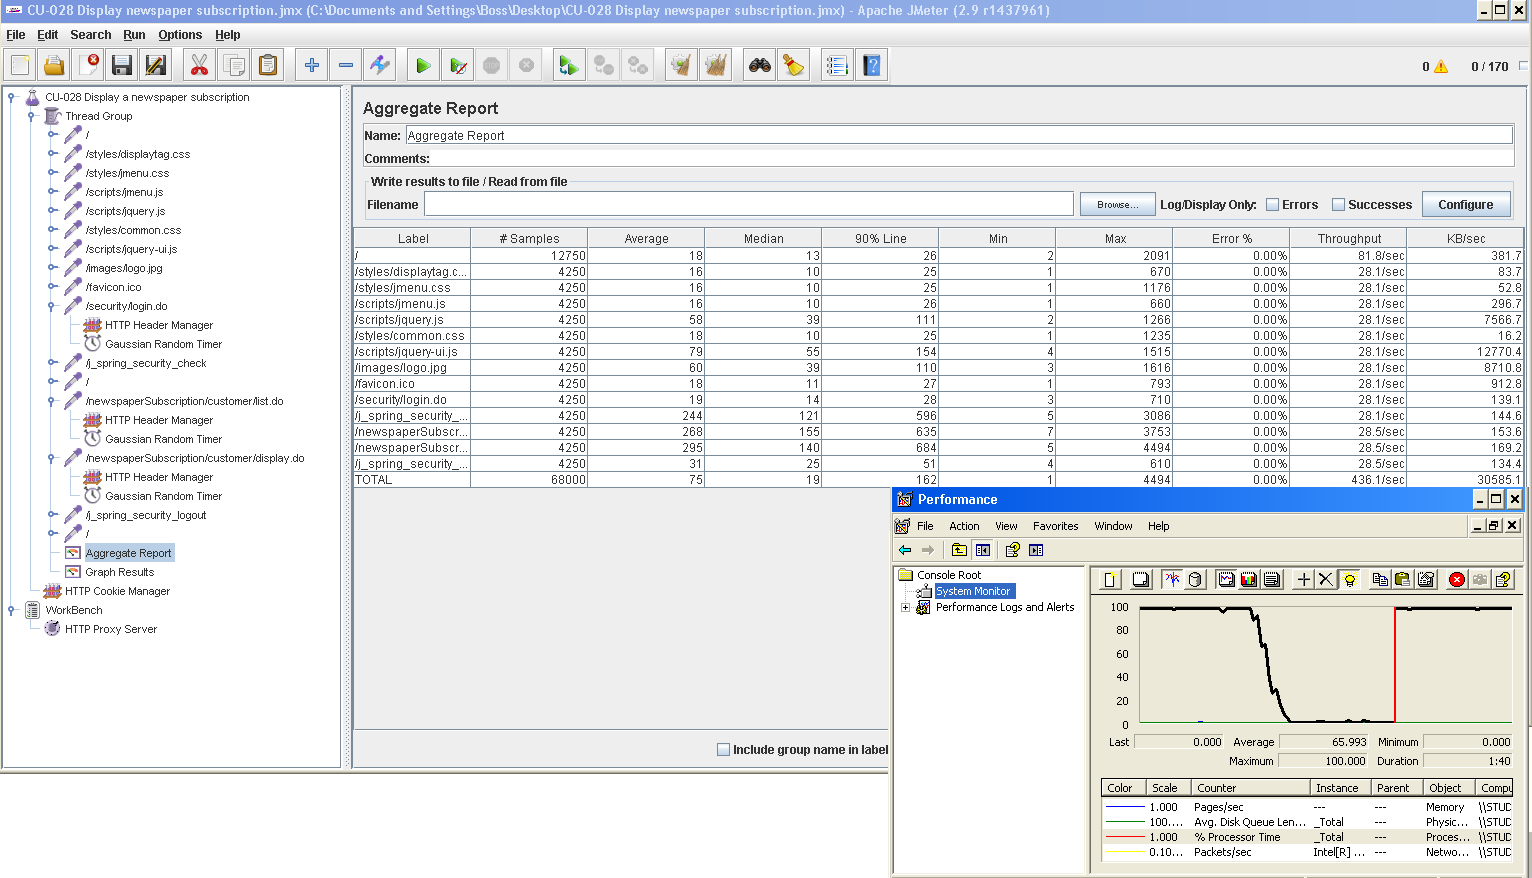 CU-028 Display newspaper subscription.jmx (C:\Documents and Settings\Boss\Desktop\CU-028 Display newspaper subscription.jmx) - Apache JMeter (2.9 r1437961)
File Edit Search Run Options Help
0 0 / 170
CU-028 Display a newspaper subscription
Thread Group
/
/styles/displaytag.css
/styles/jmenu.css
/scripts/jmenu.js
/scripts/jquery.js
/styles/common.css
/scripts/jquery-ui.js
/images/logo.jpg
/favicon.ico
/security/login.do
HTTP Header Manager
Gaussian Random Timer
/j_spring_security_check
/
/newspaperSubscription/customer/list.do
HTTP Header Manager
Gaussian Random Timer
/newspaperSubscription/customer/display.do
HTTP Header Manager
Gaussian Random Timer
/j_spring_security_logout
/
Aggregate Report
Graph Results
HTTP Cookie Manager
WorkBench
HTTP Proxy Server
Aggregate Report
Name: Aggregate Report
Comments:
Write results to file / Read from file
Filename Browse... Log/Display Only: Errors Successes Configure
Label # Samples Average Median 90% Line Min Max Error % Throughput KB/sec
/ 12750 18 13 26 2 2091 0.00% 81.8/sec 381.7
/styles/displaytag.c... 4250 16 10 25 1 670 0.00% 28.1/sec 83.7
/styles/jmenu.css 4250 16 10 25 1 1176 0.00% 28.1/sec 52.8
/scripts/jmenu.js 4250 16 10 26 1 660 0.00% 28.1/sec 296.7
/scripts/jquery.js 4250 58 39 111 2 1266 0.00% 28.1/sec 7566.7
/styles/common.css 4250 18 10 25 1 1235 0.00% 28.1/sec 16.2
/scripts/jquery-ui.js 4250 79 55 154 4 1515 0.00% 28.1/sec 12770.4
/images/logo.jpg 4250 60 39 110 3 1616 0.00% 28.1/sec 8710.8
/favicon.ico 4250 18 11 27 1 793 0.00% 28.1/sec 912.8
/security/login.do 4250 19 14 28 3 710 0.00% 28.1/sec 139.1
/j_spring_security_... 4250 244 121 596 5 3086 0.00% 28.1/sec 144.6
/newspaperSubscr... 4250 268 155 635 7 3753 0.00% 28.5/sec 153.6
/newspaperSubscr... 4250 295 140 684 5 4494 0.00% 28.5/sec 169.2
/j_spring_security_... 4250 31 25 51 4 610 0.00% 28.5/sec 134.4
TOTAL 68000 75 19 162 1 4494 0.00% 436.1/sec 30585.1
Include group name in label
Performance
File Action View Favorites Window Help
Console Root
System Monitor
Performance Logs and Alerts
100
80
60
40
20
0
Last 0.000 Average 65.993 Minimum 0.000
Maximum 100.000 Duration 1:40
Color Scale Counter Instance Parent Object Compu
1.000 Pages/sec --- --- Memory \\STUD
100.... Avg. Disk Queue Len... _Total --- Physic... \\STUD
1.000 % Processor Time _Total --- Proces... \\STUD
0.10... Packets/sec Intel[R] ... --- Netwo... \\STUD